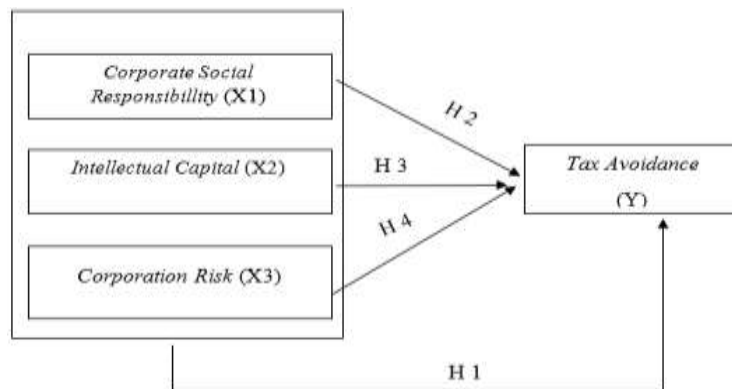 Corporate Social
Responsibillity (X1)
H 2
Intellectual Capital (X2)
H 3
Tax Avoidance
(Y)
H 4
Corporation Risk (X3)
H 1